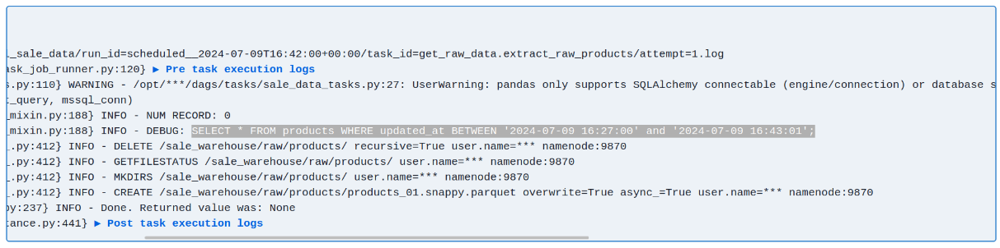 l_sale_data/run_id=scheduled__2024-07-09T16:42:00+00:00/task_id=get_raw_data.extract_raw_products/attempt=1.log
ask_job_runner.py:120} ▶ Pre task execution logs
s.py:110} WARNING - /opt/***/dags/tasks/sale_data_tasks.py:27: UserWarning: pandas only supports SQLAlchemy connectable (engine/connection) or database s
t_query, mssql_conn)
_mixin.py:188} INFO - NUM RECORD: 0
_mixin.py:188} INFO - DEBUG: SELECT * FROM products WHERE updated_at BETWEEN '2024-07-09 16:27:00' and '2024-07-09 16:43:01';
_.py:412} INFO - DELETE /sale_warehouse/raw/products/ recursive=True user.name=*** namenode:9870
_.py:412} INFO - GETFILESTATUS /sale_warehouse/raw/products/ user.name=*** namenode:9870
_.py:412} INFO - MKDIRS /sale_warehouse/raw/products/ user.name=*** namenode:9870
_.py:412} INFO - CREATE /sale_warehouse/raw/products/products_01.snappy.parquet overwrite=True async_=True user.name=*** namenode:9870
py:237} INFO - Done. Returned value was: None
tance.py:441} ▶ Post task execution logs